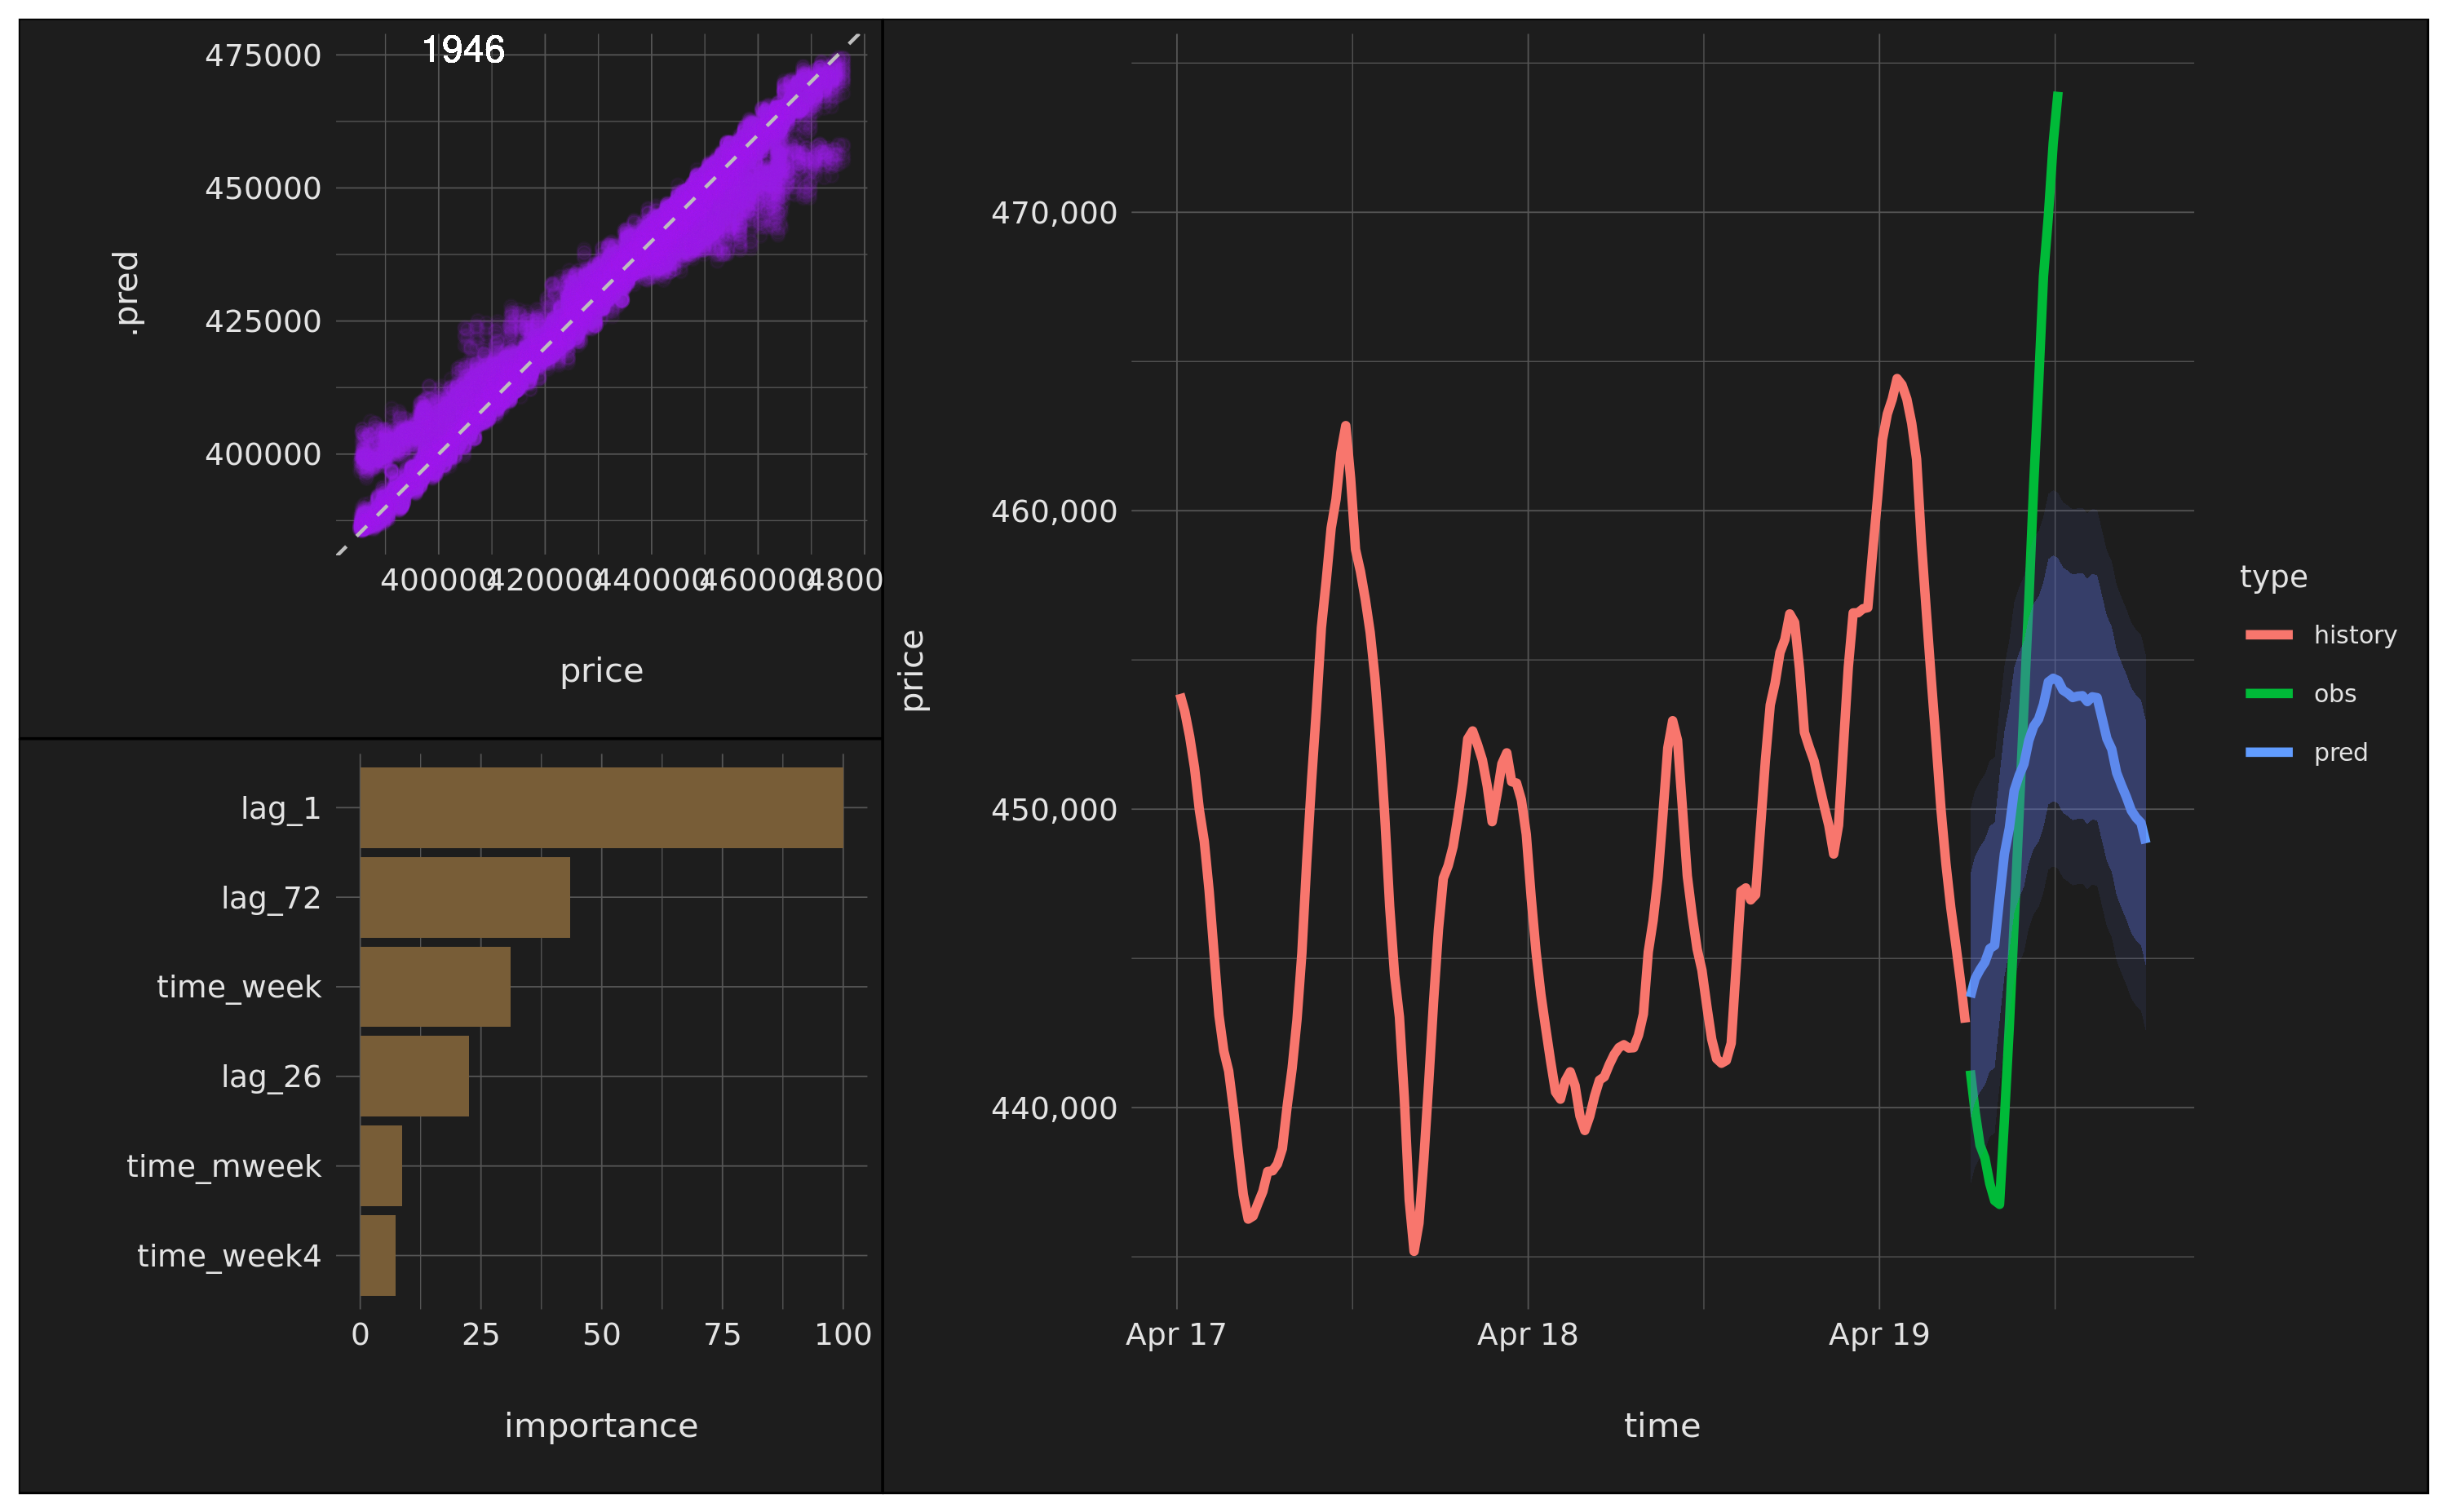 1946
475000
450000
425000
400000
.pred
400000 420000 440000 460000 4800
price
lag_1
lag_72
time_week
lag_26
time_mweek
time_week4
0 25 50 75 100
importance
470,000
460,000
450,000
440,000
price
Apr 17 Apr 18 Apr 19
time
type
history
obs
pred